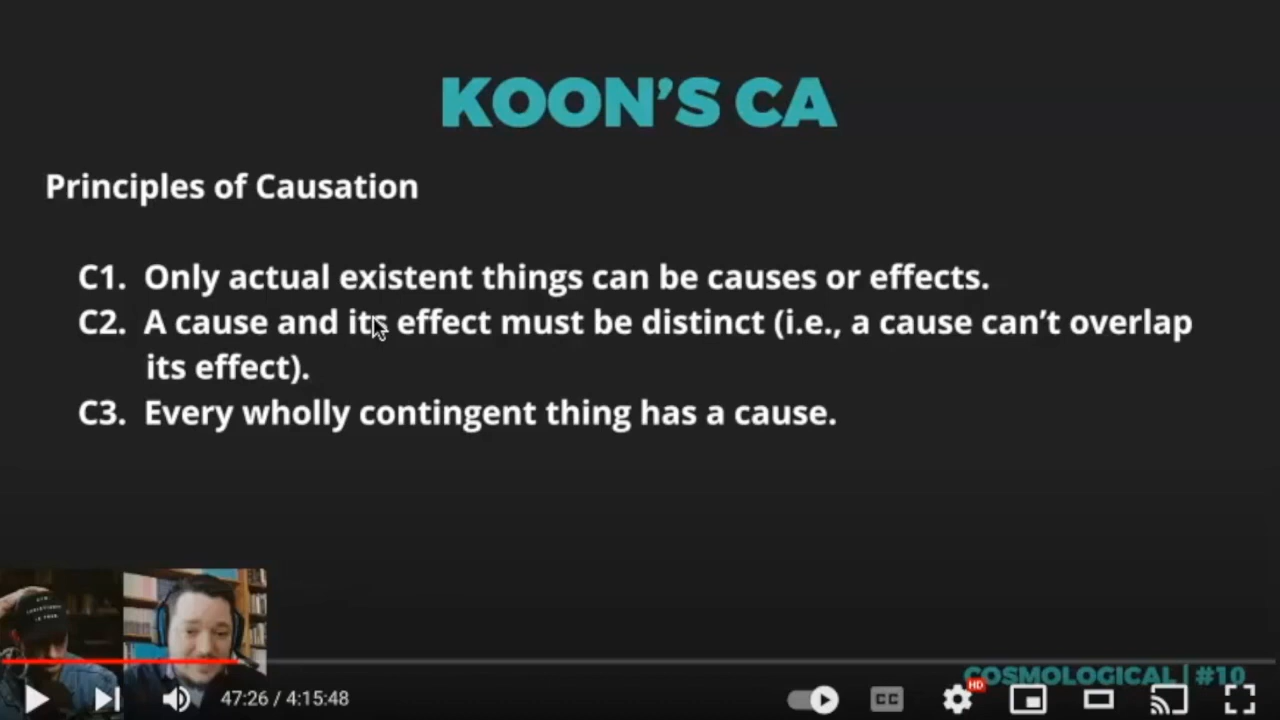 KOON'S CA
Principles of Causation
C1. Only actual existent things can be causes or effects.
C2. A cause and its effect must be distinct (i.e., a cause can't overlap
its effect).
C3. Every wholly contingent thing has a cause.
COSMOLOGICAL | #10
47:26 / 4:15:48
CC
HD